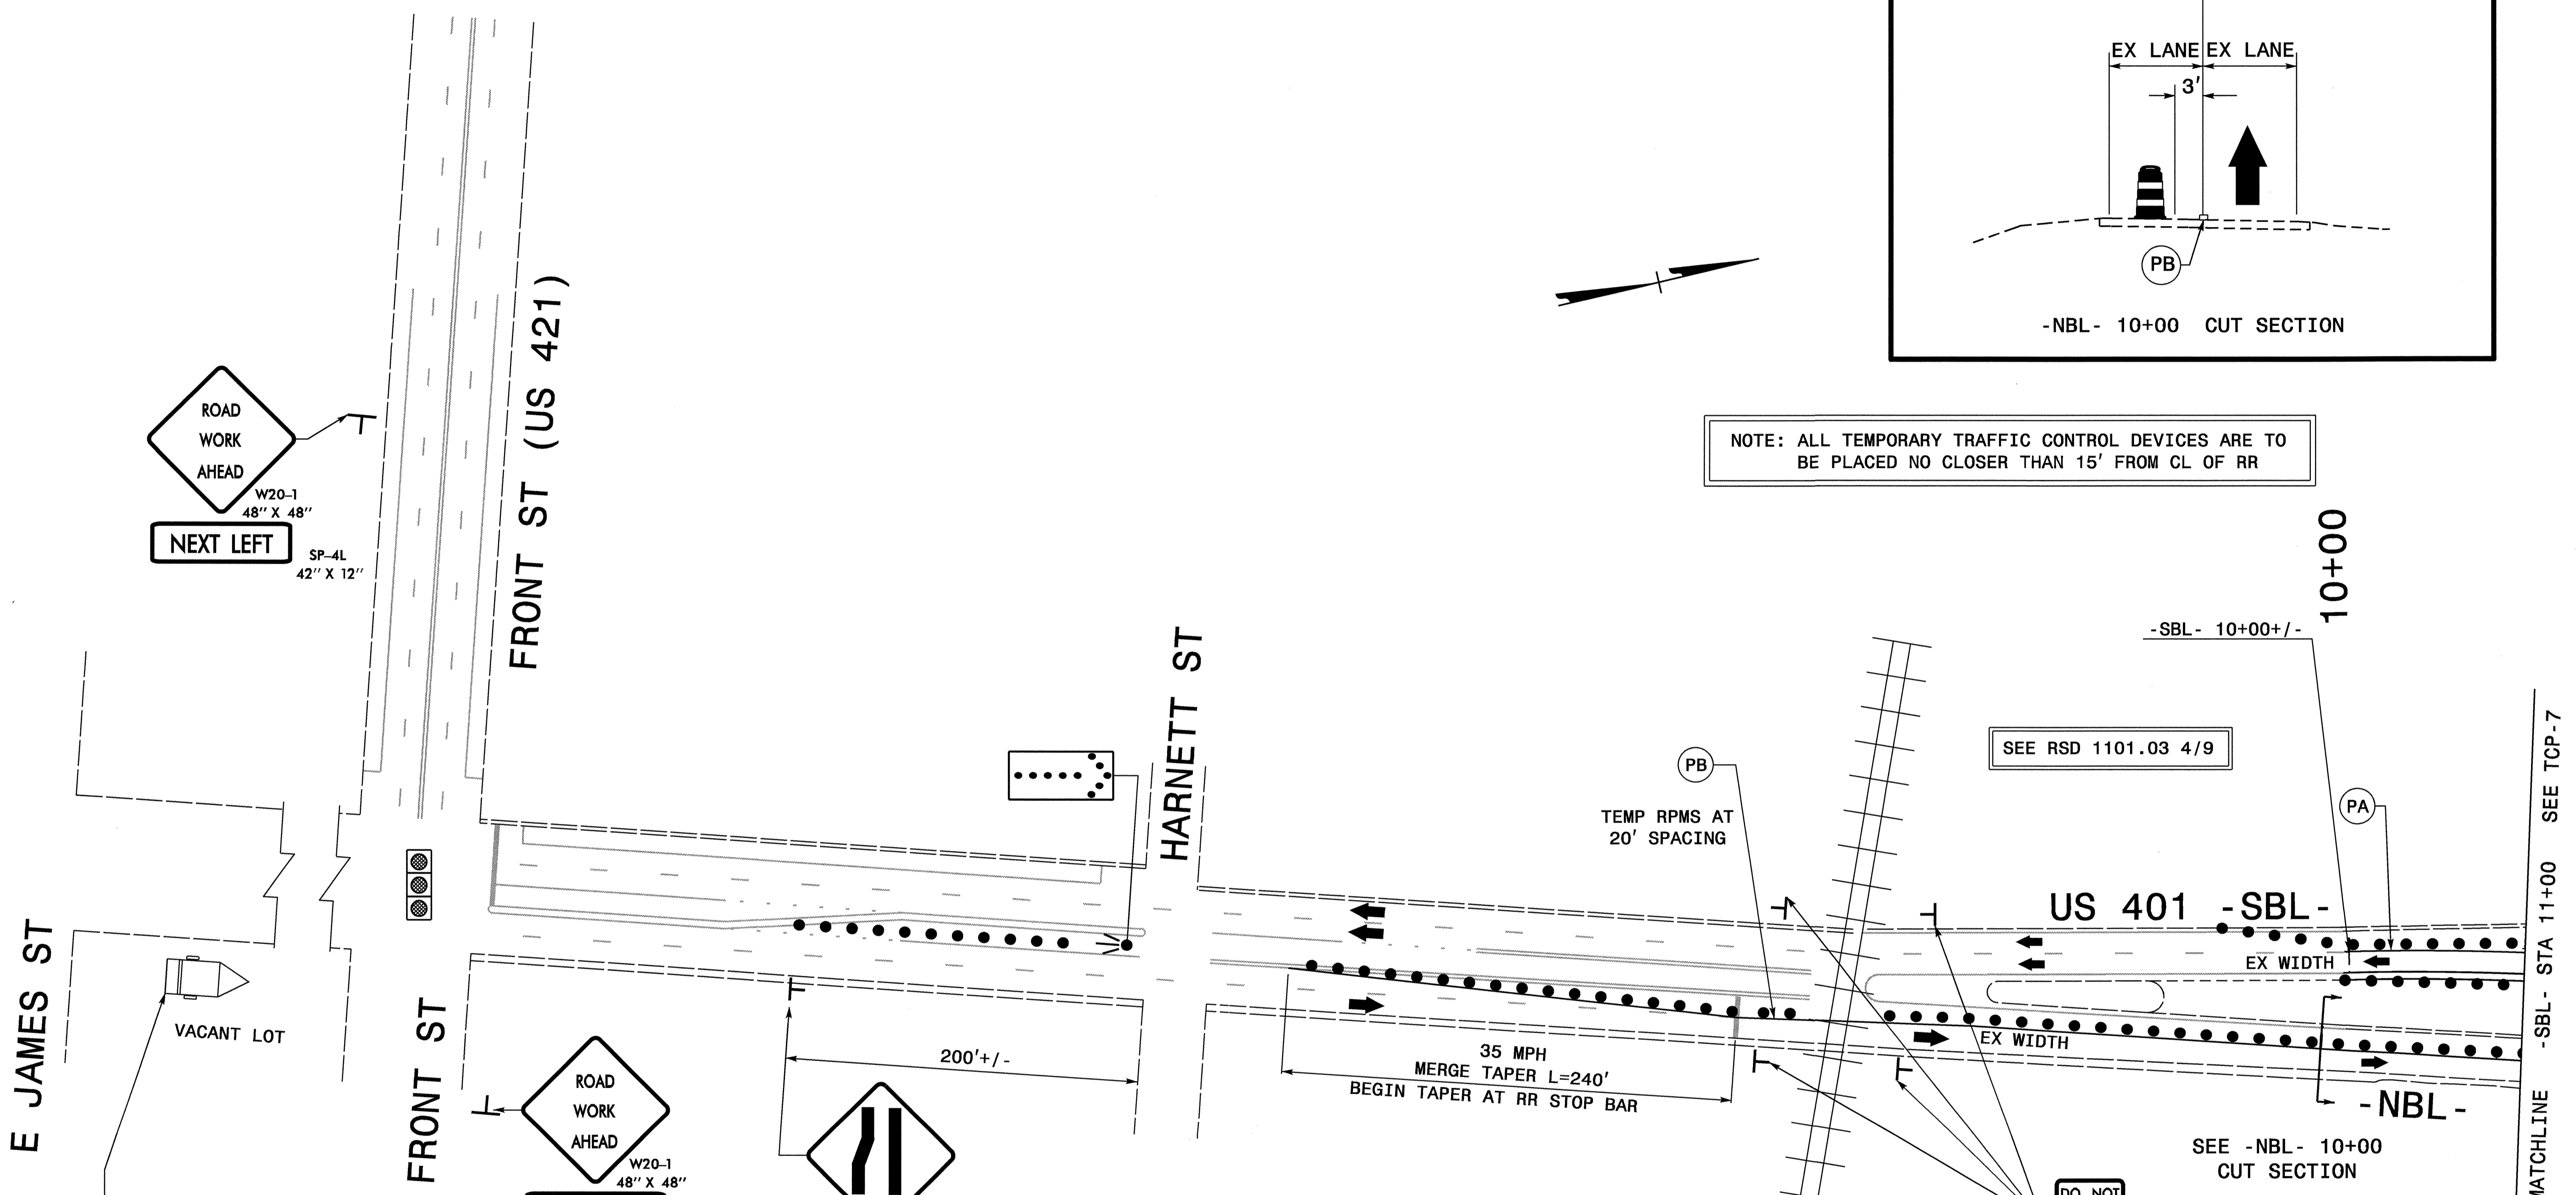 EX LANE EX LANE
3'
PB
-NBL- 10+00 CUT SECTION
NOTE: ALL TEMPORARY TRAFFIC CONTROL DEVICES ARE TO
BE PLACED NO CLOSER THAN 15' FROM CL OF RR
FRONT ST (US 421)
ROAD
WORK
AHEAD
W20-1
48" X 48"
NEXT LEFT
SP-4L
42" X 12"
10+00
-SBL- 10+00+/-
HARNETT ST
SEE RSD 1101.03 4/9
PB
TEMP RPMS AT
20' SPACING
PA
US 401 -SBL-
EX WIDTH
EX WIDTH
-NBL-
SEE -NBL- 10+00
CUT SECTION
MATCHLINE -SBL- STA 11+00 SEE TCP-7
E JAMES ST
VACANT LOT
FRONT ST
200'+/-
35 MPH
MERGE TAPER L=240'
BEGIN TAPER AT RR STOP BAR
ROAD
WORK
AHEAD
W20-1
48" X 48"
DO NOT